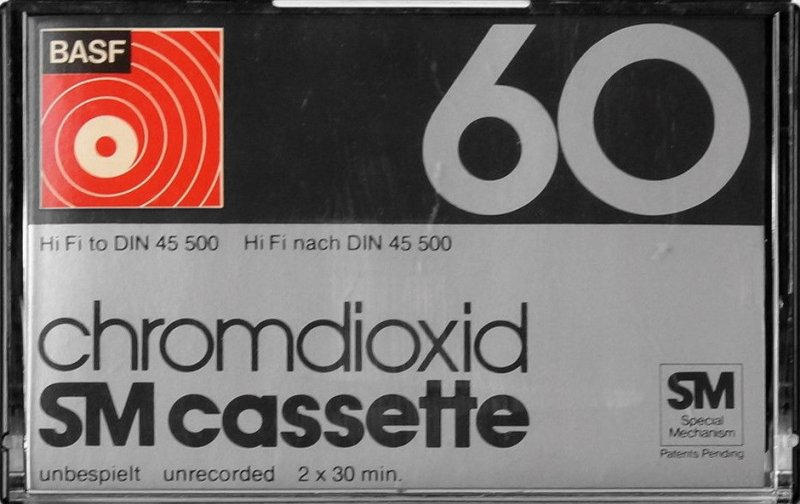 BASF
60
Hi Fi to DIN 45 500 Hi Fi nach DIN 45 500
chromdioxid
SM cassette
SM
Special
Mechanism
Patents Pending
unbespielt unrecorded 2 x 30 min.